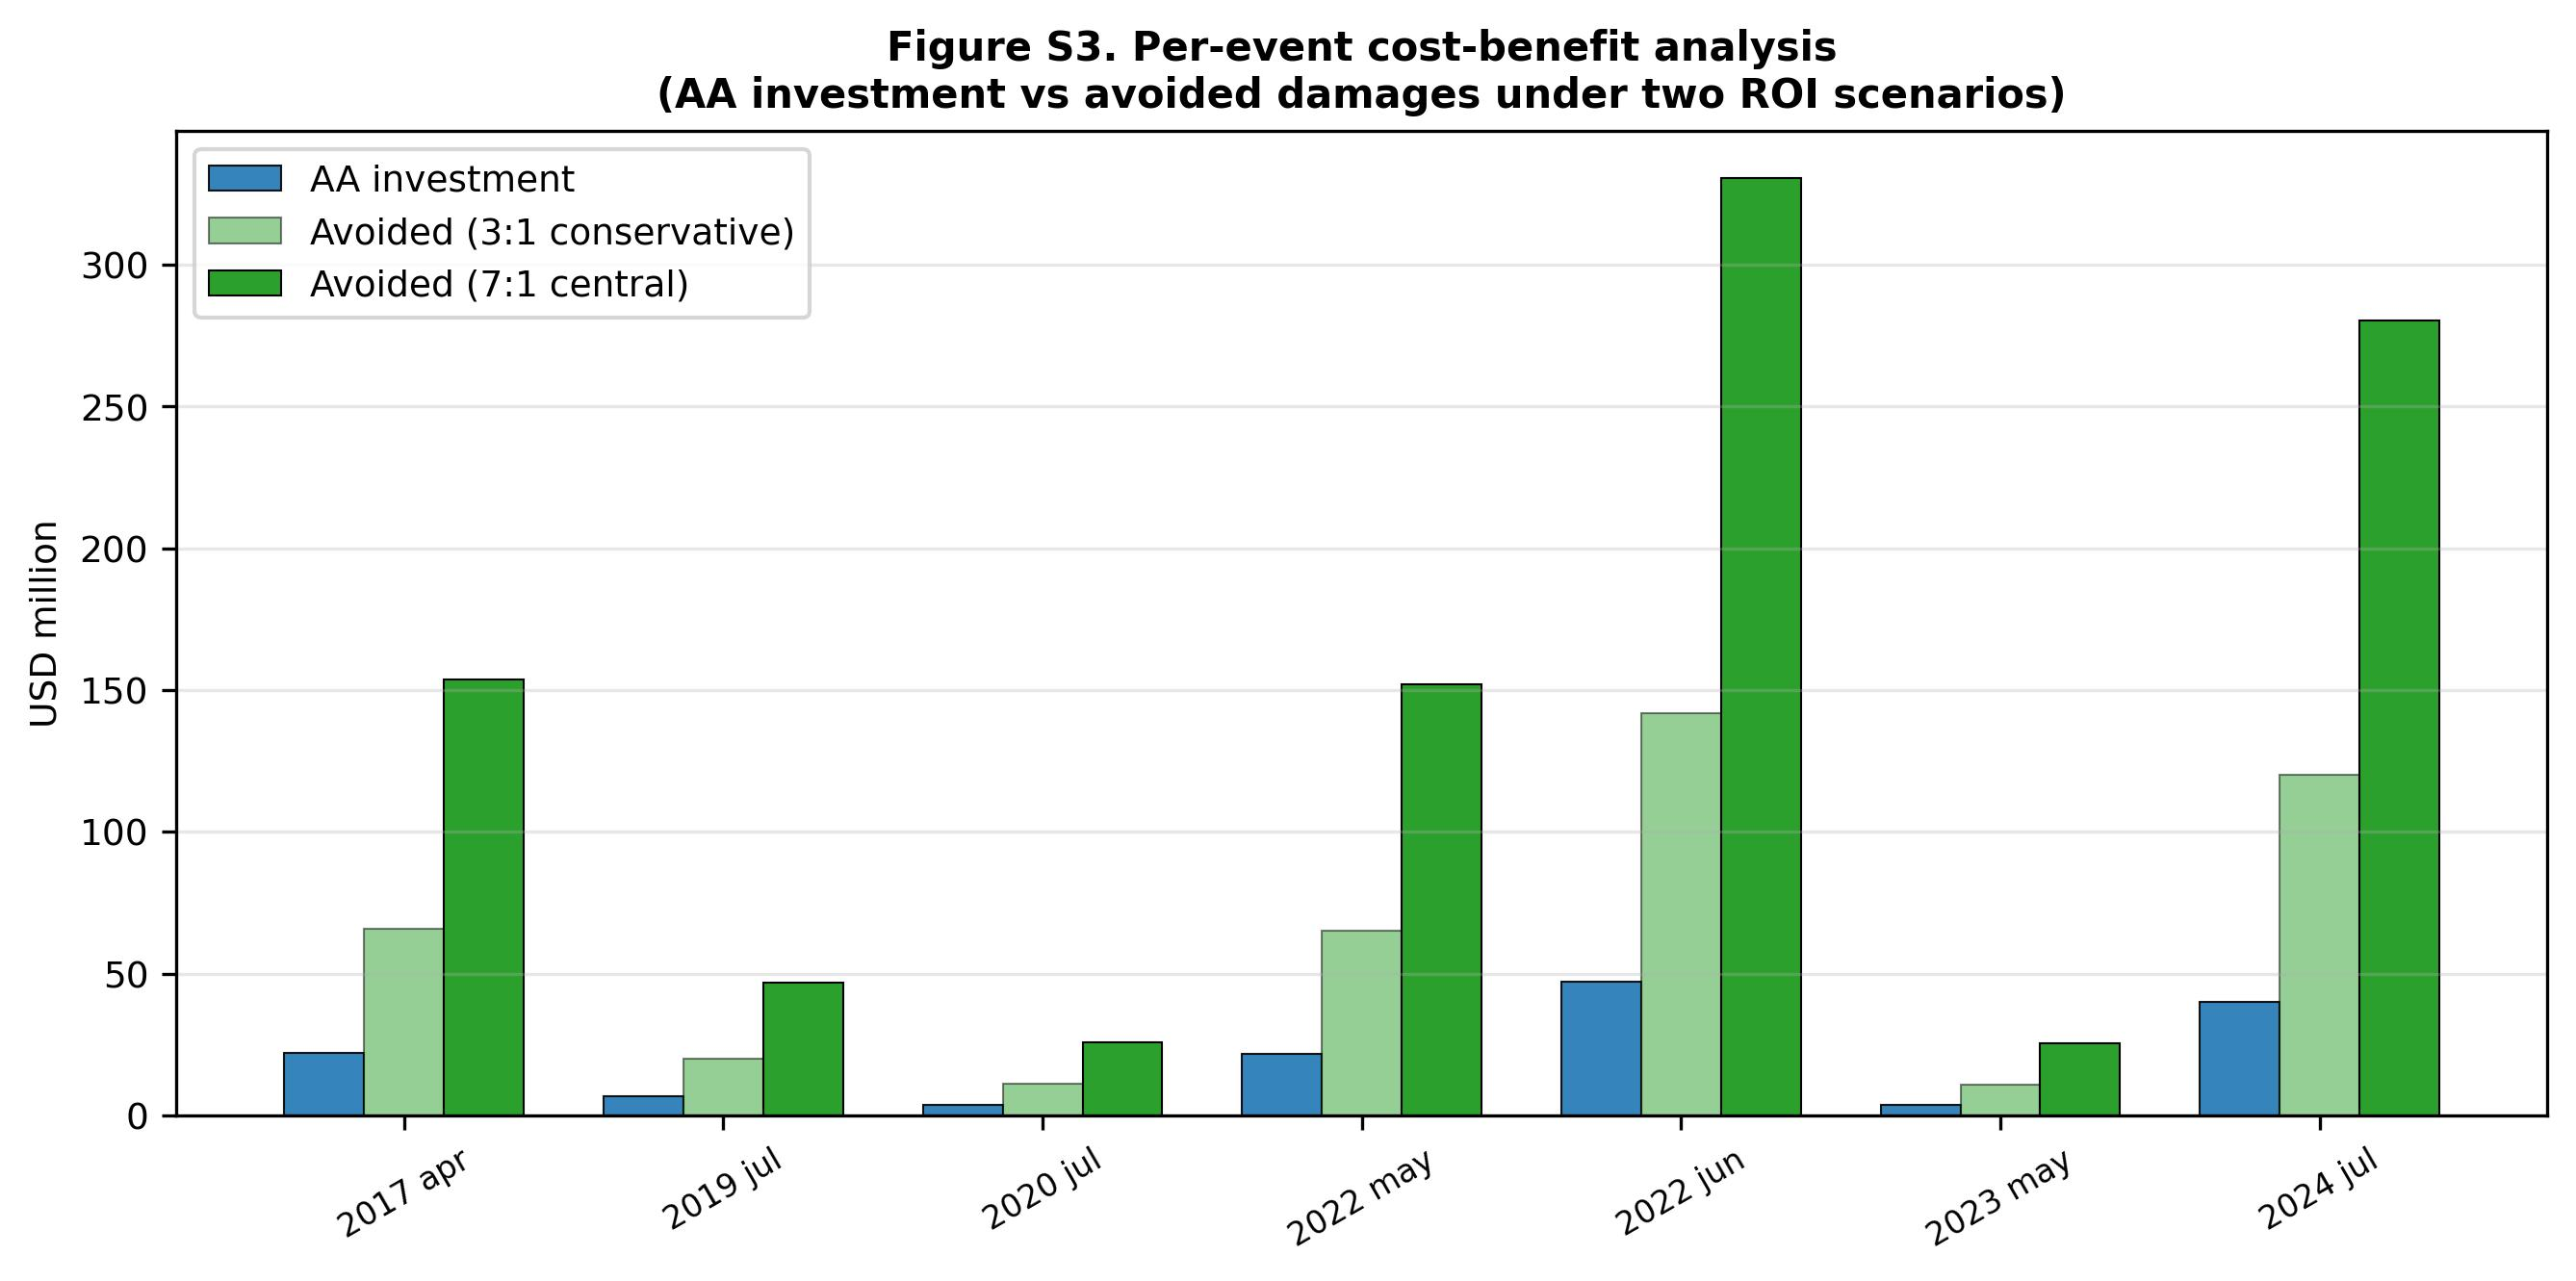 Figure S3. Per-event cost-benefit analysis
(AA investment vs avoided damages under two ROI scenarios)
AA investment
Avoided (3:1 conservative)
Avoided (7:1 central)
USD million
300
250
200
150
100
50
0
2017 apr
2019 jul
2020 jul
2022 may
2022 jun
2023 may
2024 jul